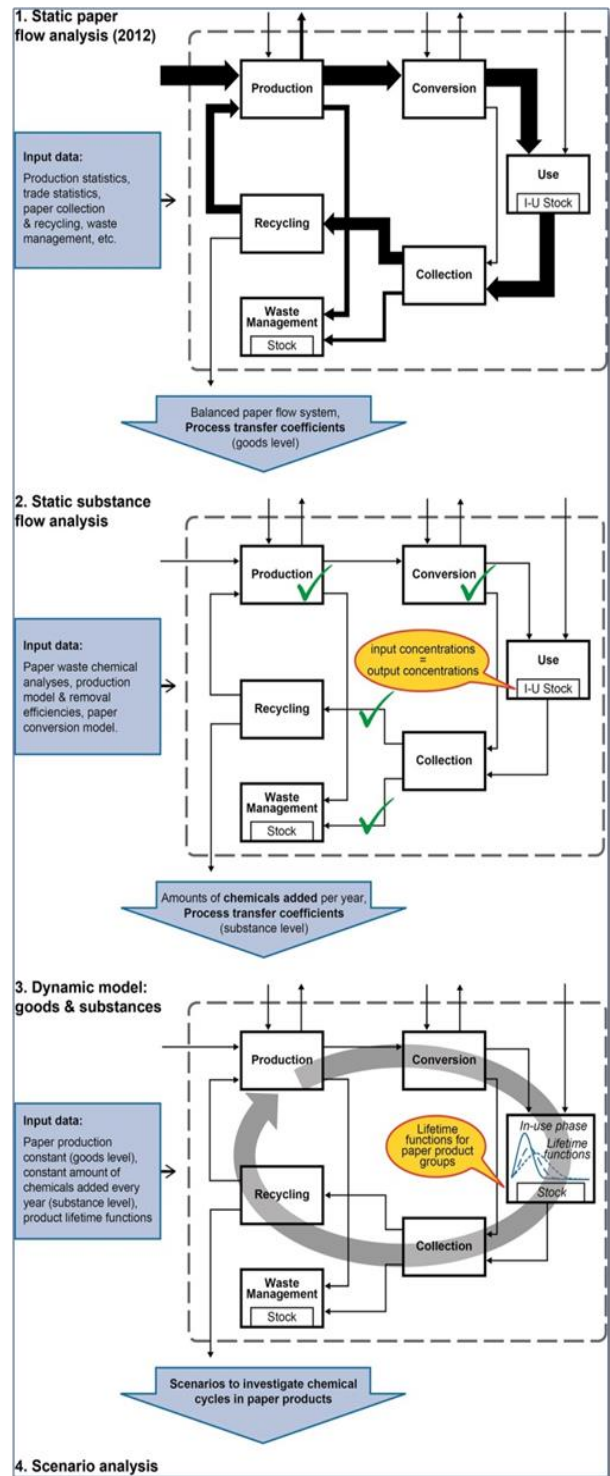 1. Static paper
flow analysis (2012)
Production
Conversion
Input data:
Production statistics,
trade statistics,
paper collection
& recycling, waste
management, etc.
Use
I-U Stock
Recycling
Collection
Waste
Management
Stock
Balanced paper flow system,
Process transfer coefficients
(goods level)
2. Static substance
flow analysis
Production
Conversion
Input data:
Paper waste chemical
analyses, production
model & removal
efficiencies, paper
conversion model.
input concentrations
=
output concentrations
Use
I-U Stock
Recycling
Collection
Waste
Management
Stock
Amounts of chemicals added per year,
Process transfer coefficients
(substance level)
3. Dynamic model:
goods & substances
Production
Conversion
Input data:
Paper production
constant (goods level),
constant amount of
chemicals added every
year (substance level),
product lifetime functions
Lifetime
functions for
paper product
groups
In-use phase
Lifetime
functions
Stock
Recycling
Collection
Waste
Management
Stock
Scenarios to investigate chemical
cycles in paper products
4. Scenario analysis